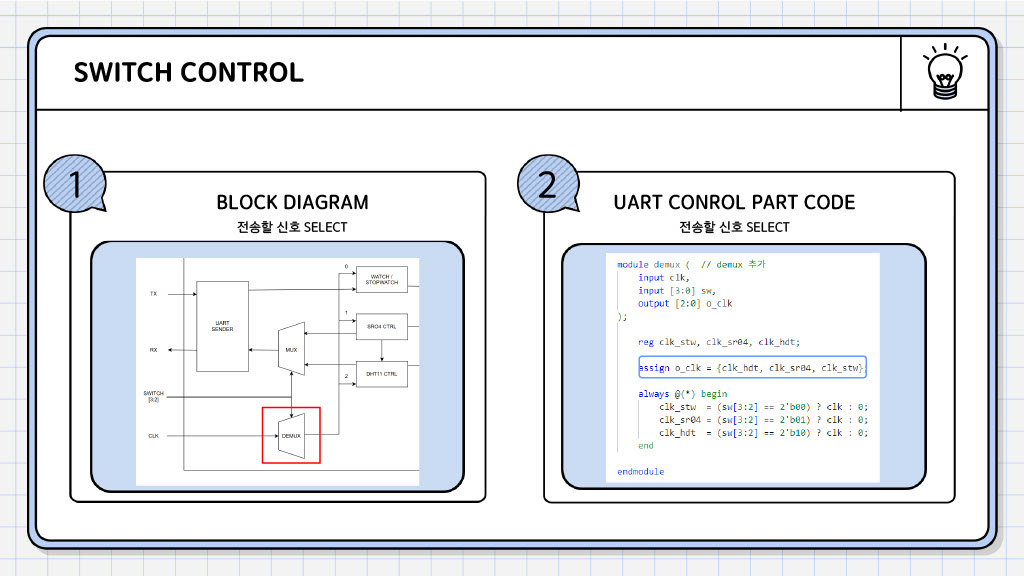 SWITCH CONTROL
1
BLOCK DIAGRAM
전송할 신호 SELECT
0
WATCH /
STOPWATCH
TX
UART
SENDER
1
SR04 CTRL
RX
MUX
2
DHT11 CTRL
SWITCH
[3:2]
CLK
DEMUX
2
UART CONROL PART CODE
전송할 신호 SELECT
module demux (  // demux 추가
    input clk,
    input [3:0] sw,
    output [2:0] o_clk
);
    reg clk_stw, clk_sr04, clk_hdt;
    assign o_clk = {clk_hdt, clk_sr04, clk_stw}
    always @(*) begin
        clk_stw  = (sw[3:2] == 2'b00) ? clk : 0;
        clk_sr04 = (sw[3:2] == 2'b01) ? clk : 0;
        clk_hdt  = (sw[3:2] == 2'b10) ? clk : 0;
    end
endmodule